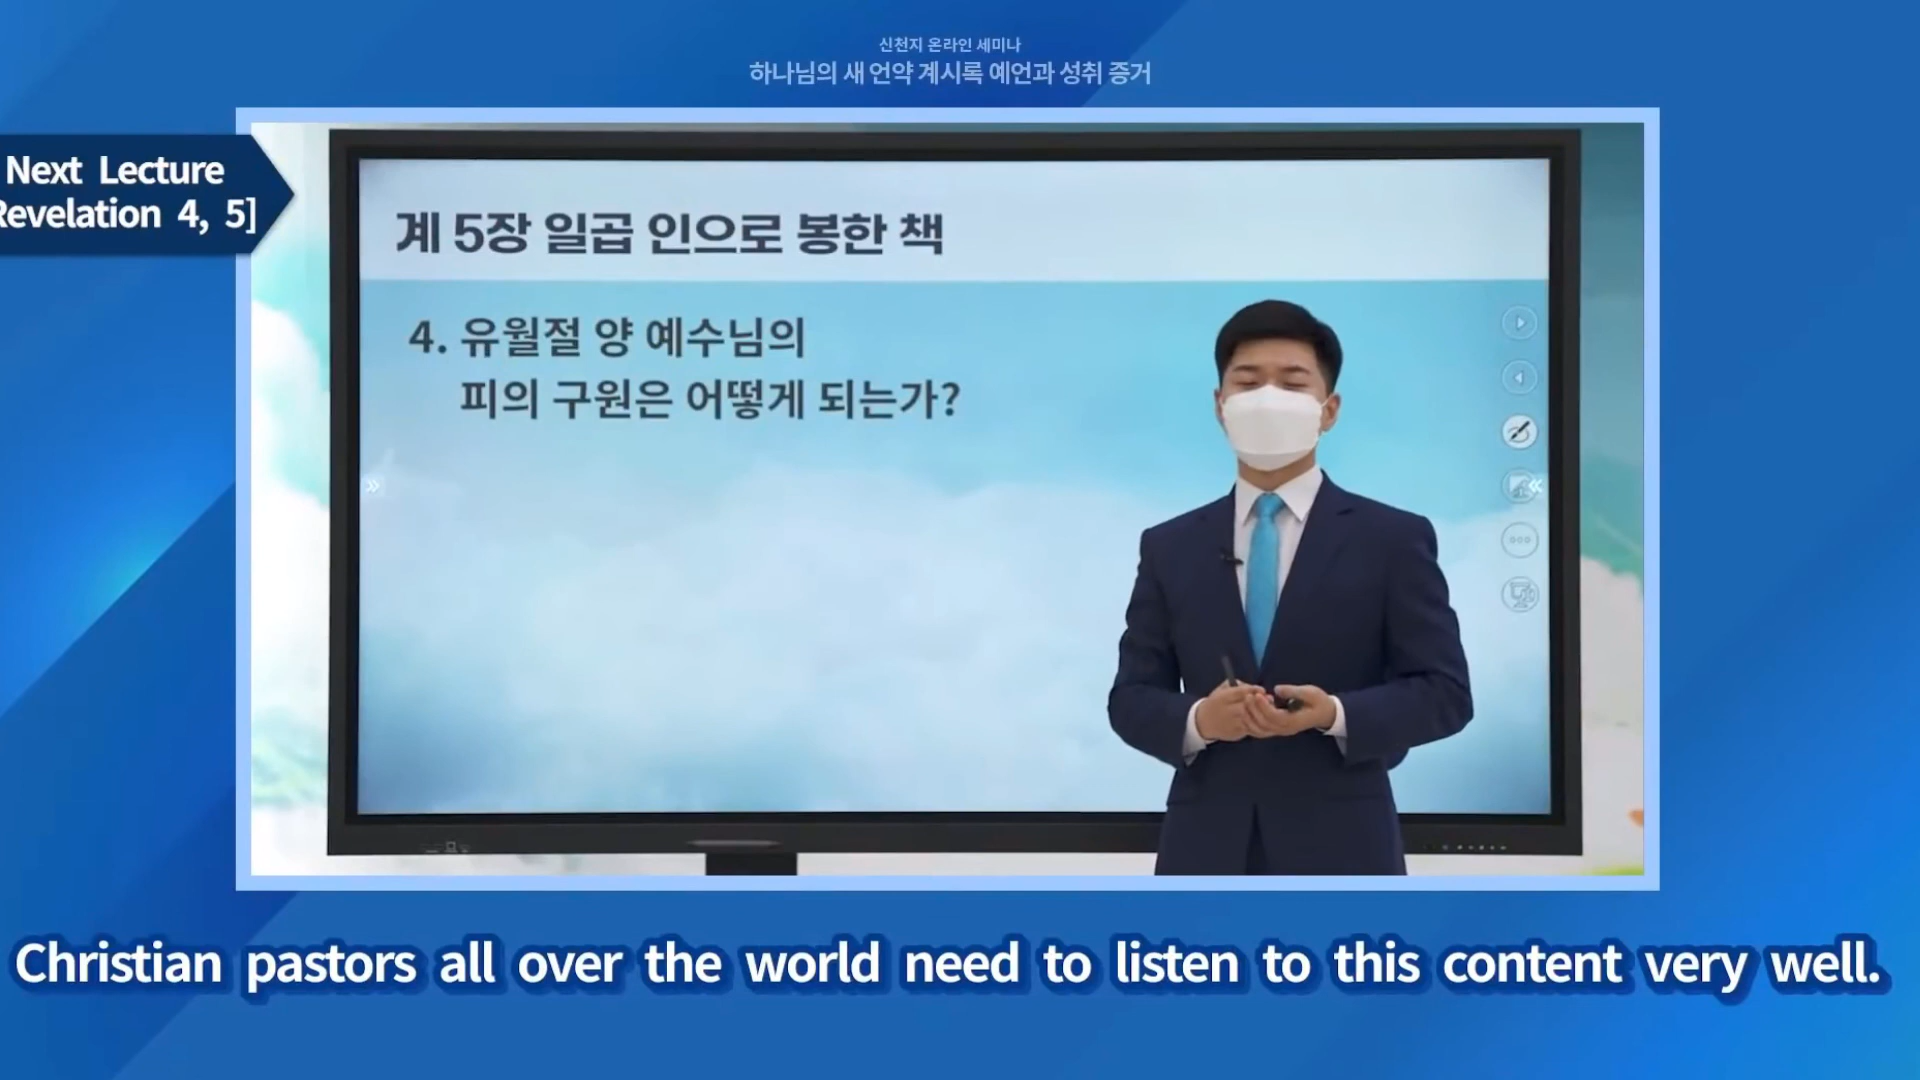 신천지 온라인 세미나
하나님의 새 언약 계시록 예언과 성취 증거
Next Lecture
Revelation 4, 5]
계 5장 일곱 인으로 봉한 책
4. 유월절 양 예수님의
피의 구원은 어떻게 되는가?
Christian pastors all over the world need to listen to this content very well.